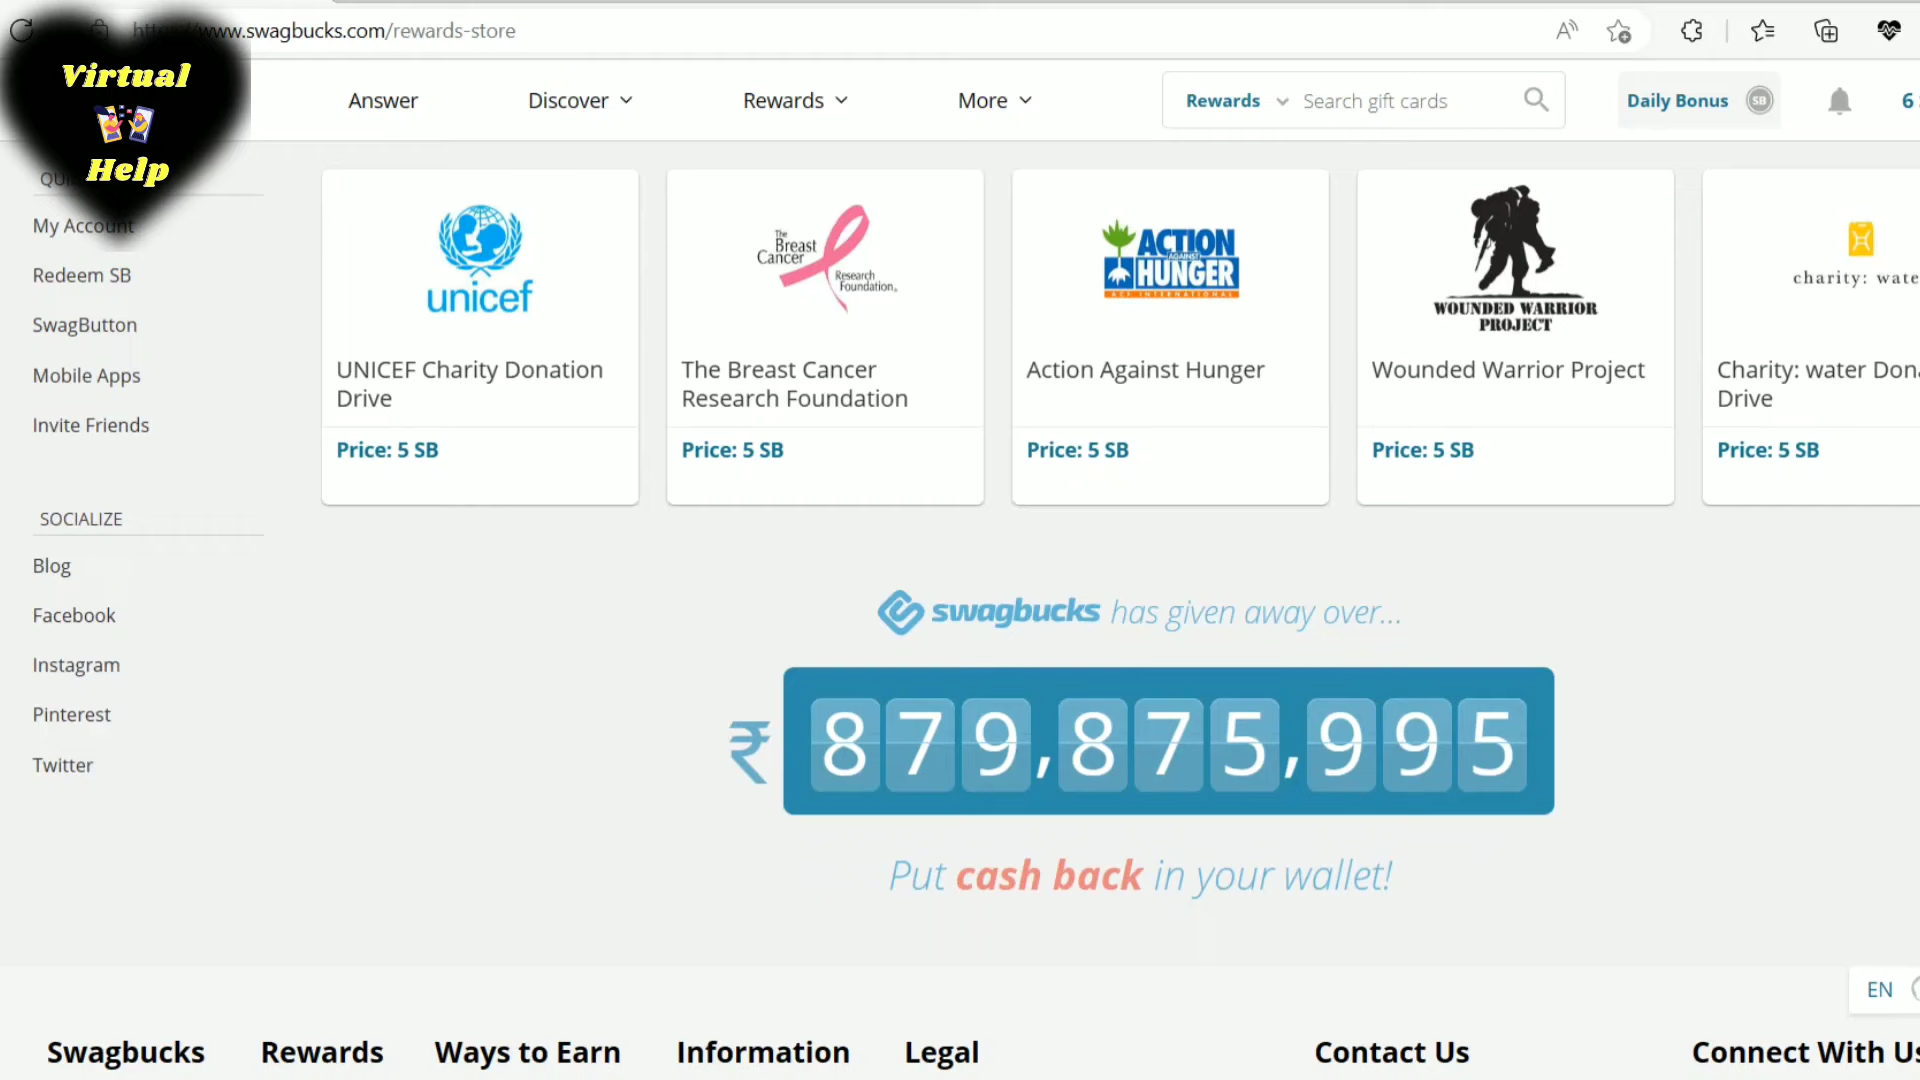 https://www.swagbucks.com/rewards-store
Virtual
Help
Answer
Discover
Rewards
More
Rewards
Search gift cards
Daily Bonus
SB
6
My Account
Redeem SB
SwagButton
Mobile Apps
Invite Friends
SOCIALIZE
Blog
Facebook
Instagram
Pinterest
Twitter
unicef
UNICEF Charity Donation
Drive
Price: 5 SB
The
Breast
Cancer
Research
Foundation.
The Breast Cancer
Research Foundation
Price: 5 SB
ACTION
AGAINST
HUNGER
ACF INTERNATIONAL
Action Against Hunger
Price: 5 SB
WOUNDED WARRIOR
PROJECT
Wounded Warrior Project
Price: 5 SB
charity: wate
Charity: water Don
Drive
Price: 5 SB
swagbucks has given away over...
₹ 879,875,995
Put cash back in your wallet!
EN
Swagbucks
Rewards
Ways to Earn
Information
Legal
Contact Us
Connect With Us